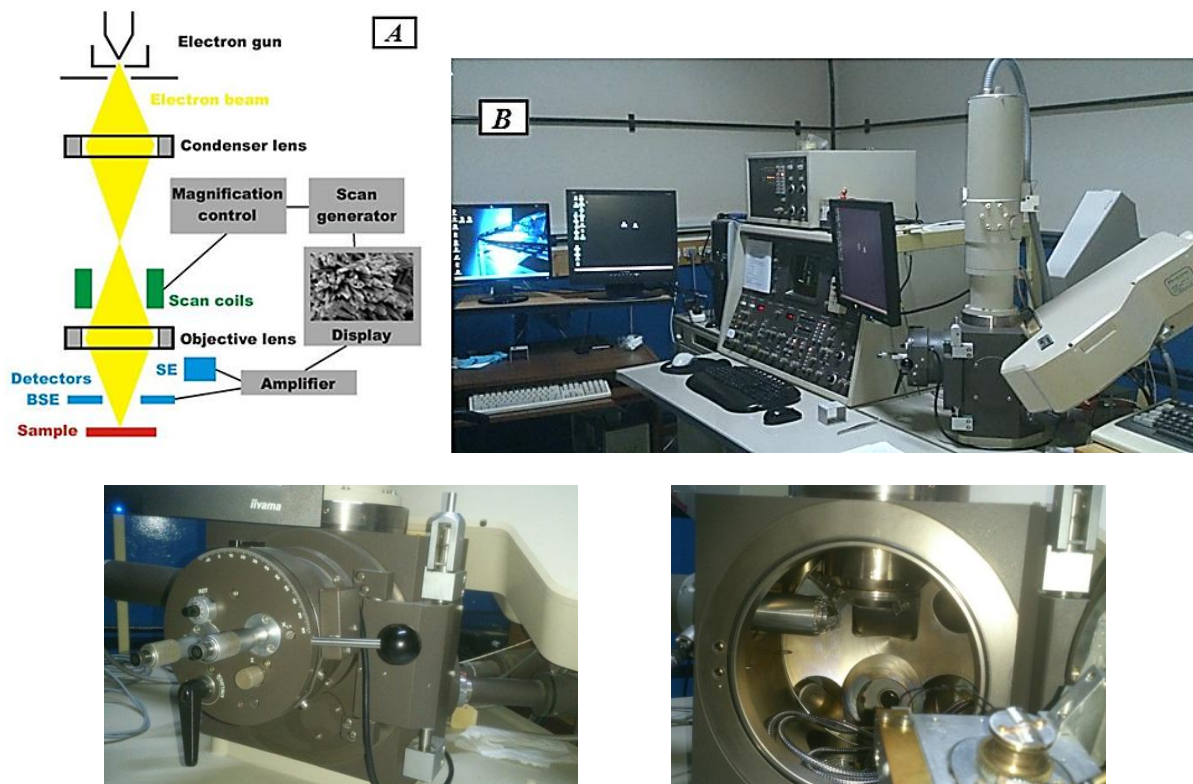 Electron gun
A
Electron beam
B
Condenser lens
Magnification
control
Scan
generator
Scan coils
Objective lens
Display
SE
Detectors
Amplifier
BSE
Sample
iiyama